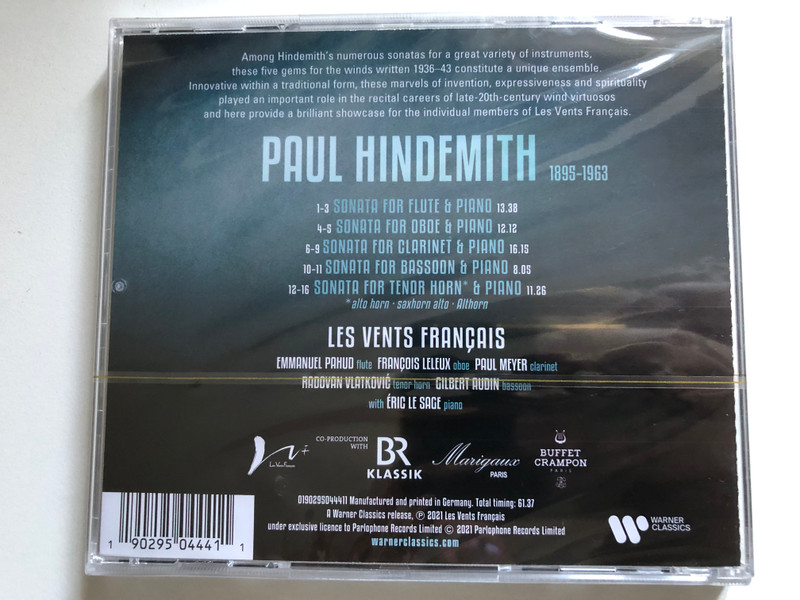 Among Hindemith's numerous sonatas for a great variety of instruments,
these five gems for the winds written 1936–43 constitute a unique ensemble.
Innovative within a traditional form, these marvels of invention, expressiveness and spirituality
played an important role in the recital careers of late-20th-century wind virtuosos
and here provide a brilliant showcase for the individual members of Les Vents Français.
PAUL HINDEMITH 1895-1963
1-3 SONATA FOR FLUTE & PIANO 13.38
4-5 SONATA FOR OBOE & PIANO 12.12
6-9 SONATA FOR CLARINET & PIANO 16.15
10-11 SONATA FOR BASSOON & PIANO 8.05
12-16 SONATA FOR TENOR HORN* & PIANO 11.26
*alto horn · saxhorn alto · Althorn
LES VENTS FRANÇAIS
EMMANUEL PAHUD flute FRANÇOIS LELEUX oboe PAUL MEYER clarinet
RADOVAN VLATKOVIĆ tenor horn GILBERT AUDIN bassoon
with ÉRIC LE SAGE piano
Les Vents Français
CO-PRODUCTION
WITH
BR
KLASSIK
Marigaux
PARIS
BUFFET
CRAMPON
PARIS
0190295044411 Manufactured and printed in Germany. Total timing: 61.37
A Warner Classics release, ℗ 2021 Les Vents Français
under exclusive licence to Parlophone Records Limited © 2021 Parlophone Records Limited
warnerclassics.com
1 90295 04441 1
WARNER
CLASSICS